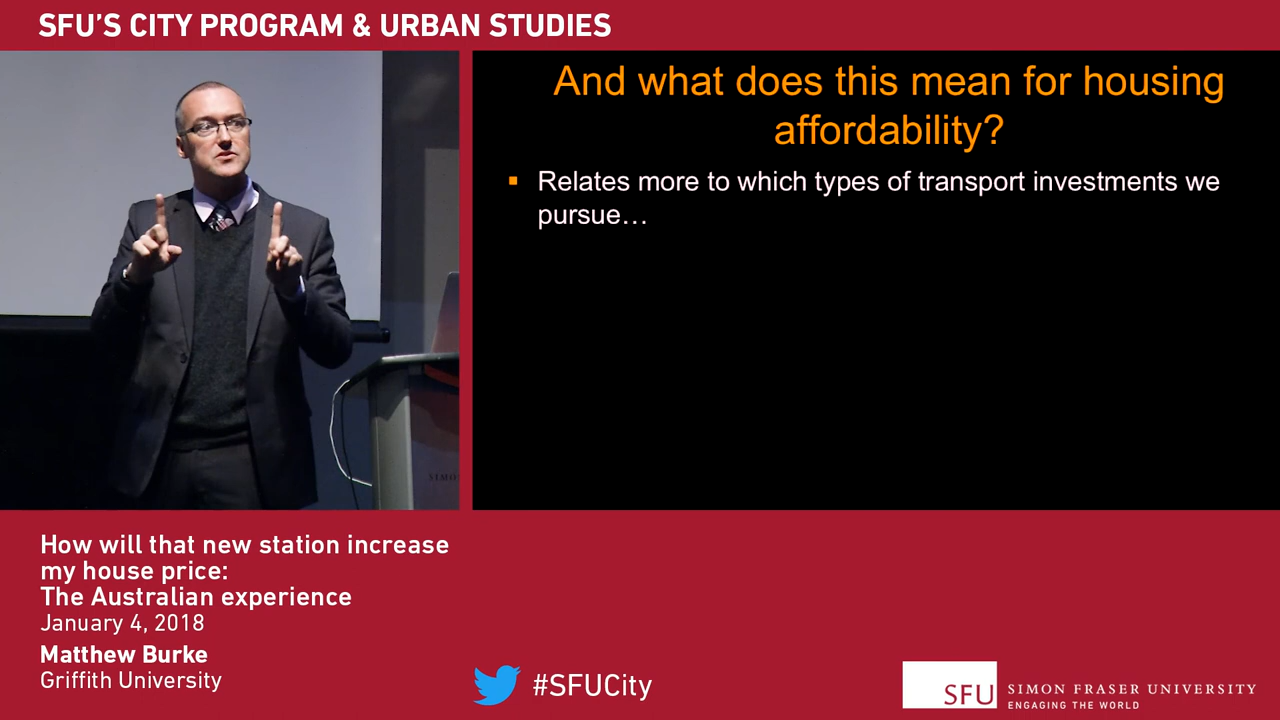 SFU'S CITY PROGRAM & URBAN STUDIES
And what does this mean for housing
affordability?
Relates more to which types of transport investments we
pursue…
How will that new station increase
my house price:
The Australian experience
January 4, 2018
Matthew Burke
Griffith University
#SFUCity
SFU
SIMON FRASER UNIVERSITY
ENGAGING THE WORLD